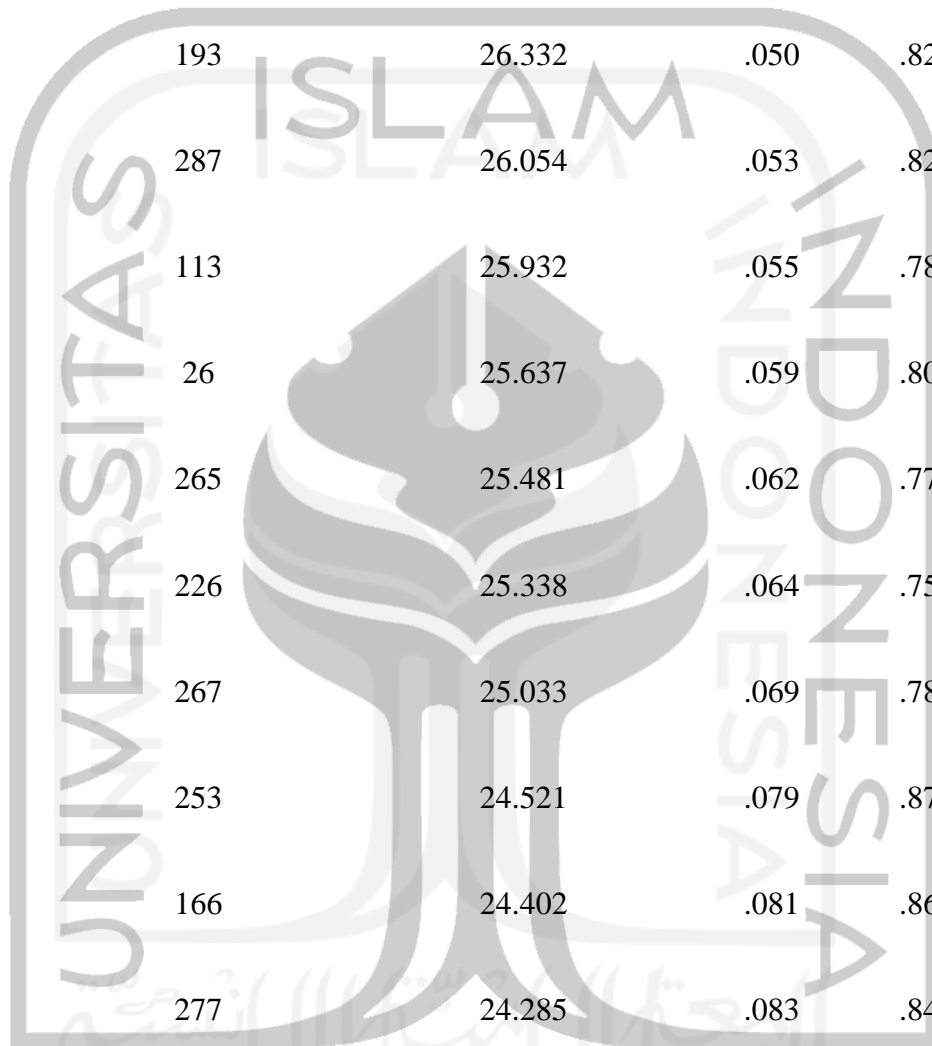 ISLAM
UNIVERSITAS
INDONESIA
193 26.332 .050 .82
287 26.054 .053 .82
113 25.932 .055 .78
26 25.637 .059 .80
265 25.481 .062 .77
226 25.338 .064 .75
267 25.033 .069 .78
253 24.521 .079 .87
166 24.402 .081 .86
277 24.285 .083 .84